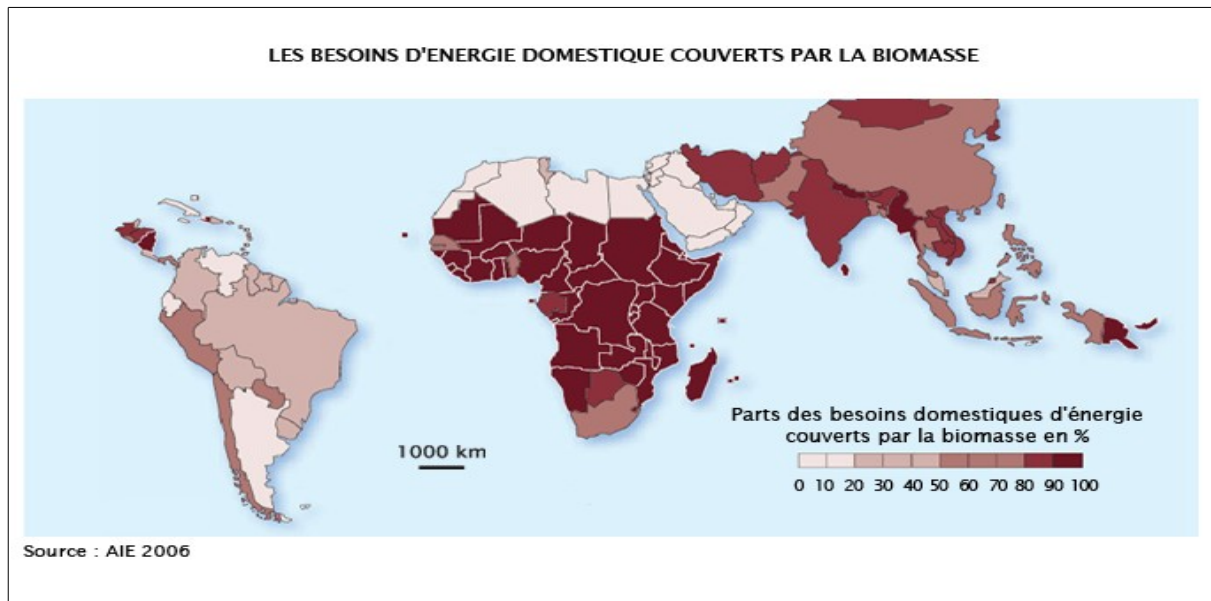 LES BESOINS D'ENERGIE DOMESTIQUE COUVERTS PAR LA BIOMASSE
1000 km
Parts des besoins domestiques d'énergie
couverts par la biomasse en %
0 10 20 30 40 50 60 70 80 90 100
Source : AIE 2006